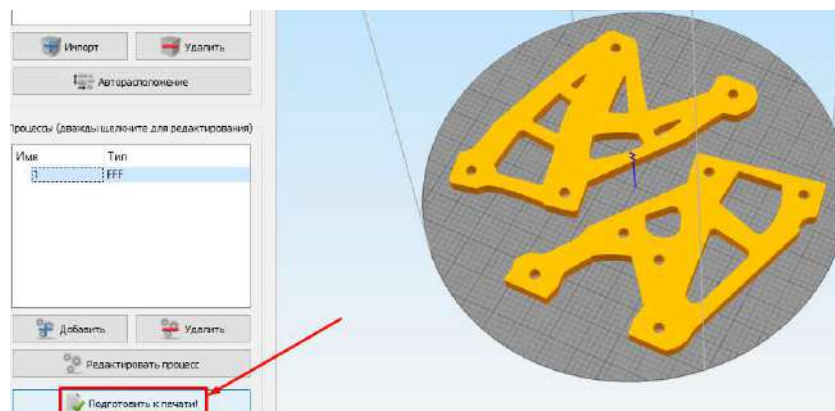 Импорт
Удалить
Авторасположение
Процессы (дважды щелкните для редактирования)
Имя Тип
1 FFF
Добавить
Удалить
Редактировать процесс
Подготовить к печати!